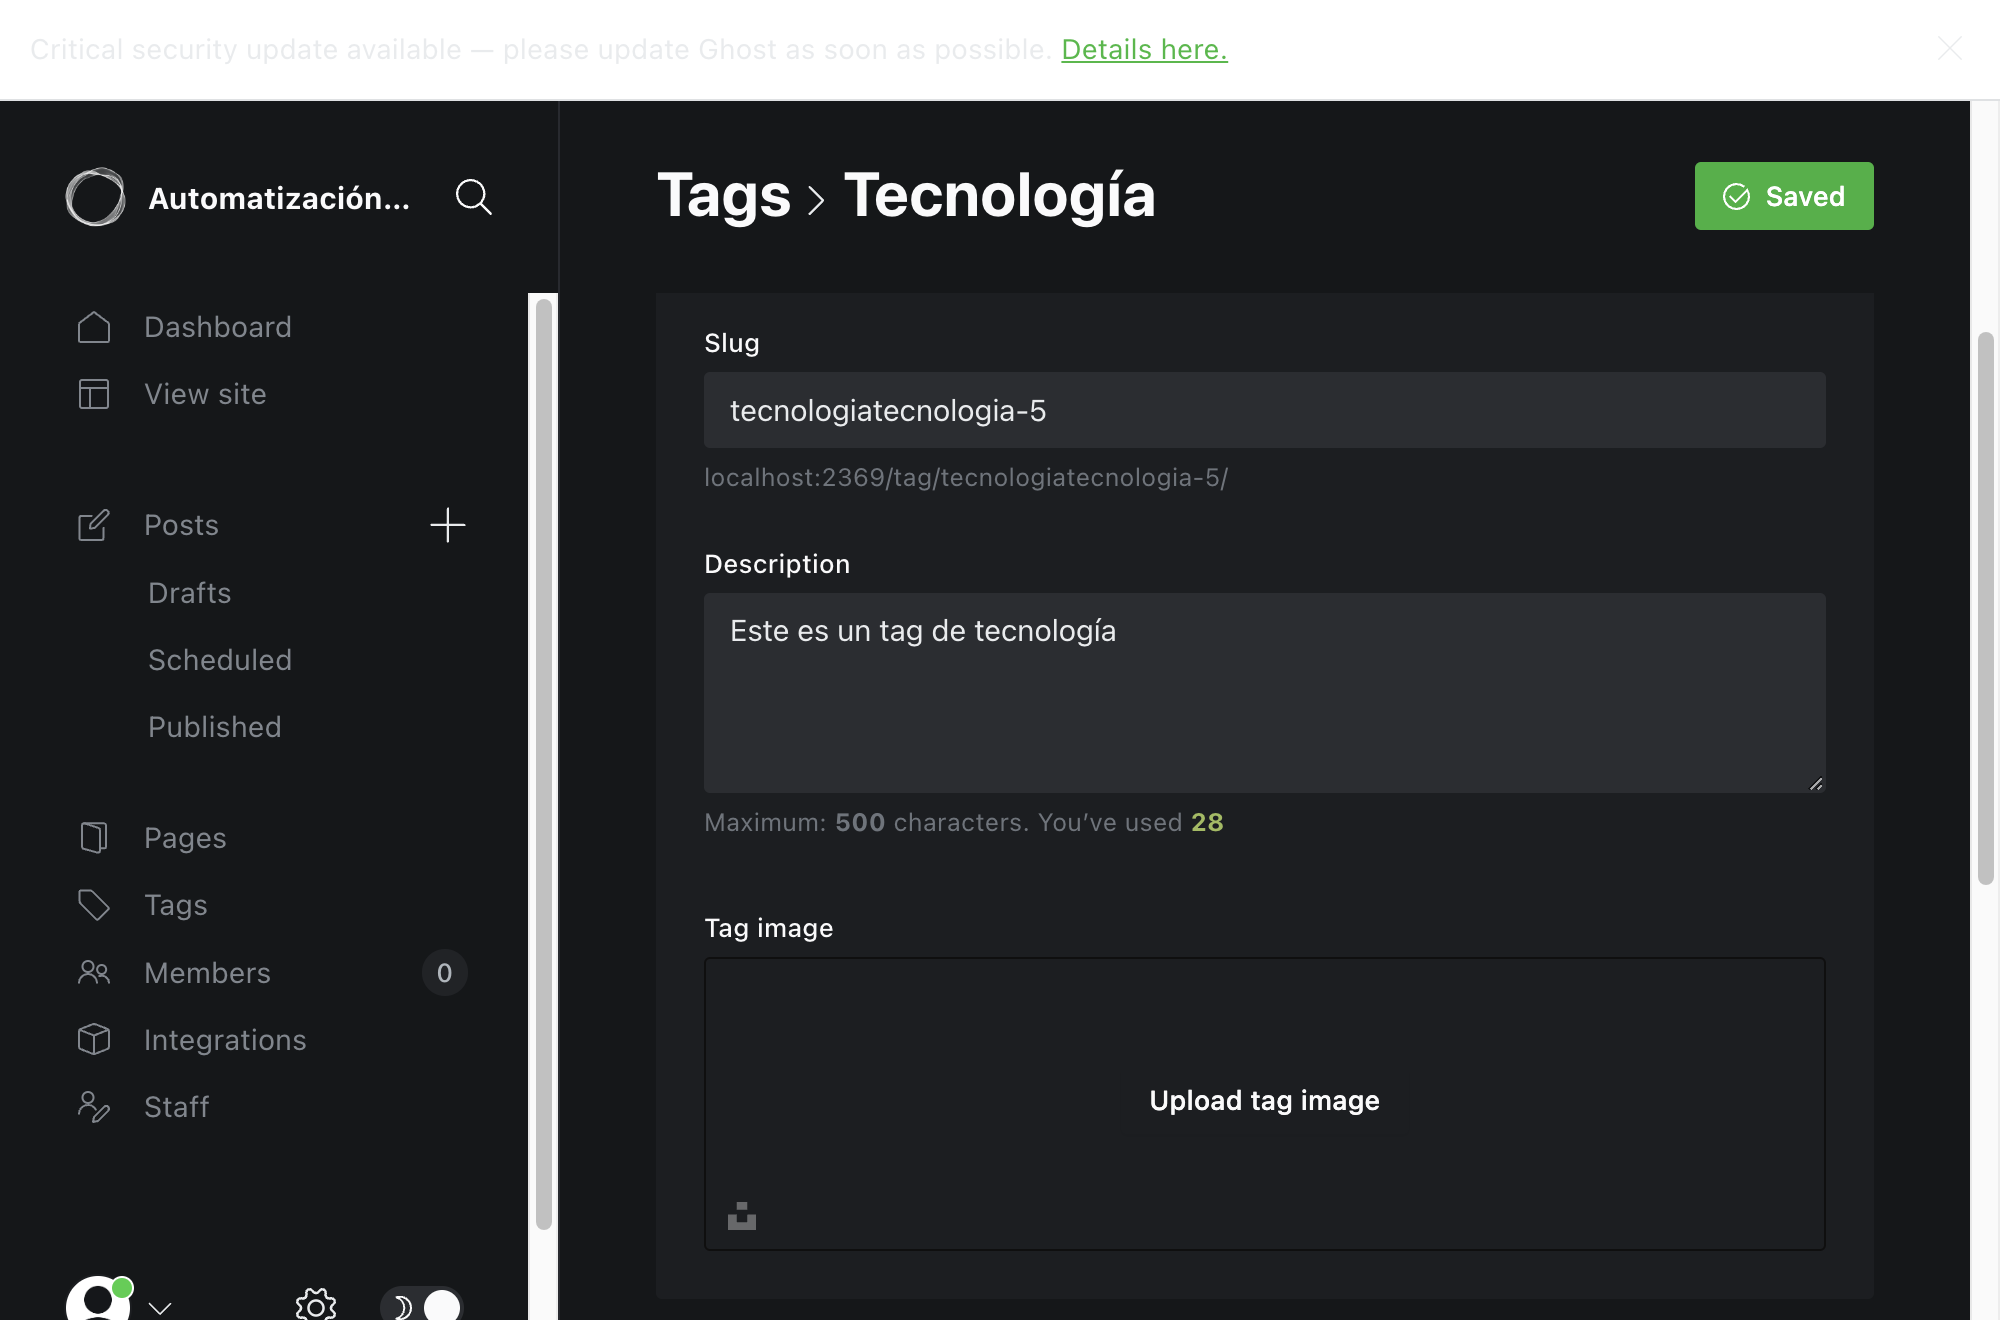 Critical security update available — please update Ghost as soon as possible. Details here.
Automatización...
Dashboard
View site
Posts
Drafts
Scheduled
Published
Pages
Tags
Members 0
Integrations
Staff
Tags > Tecnología
Saved
Slug
tecnologiatecnologia-5
localhost:2369/tag/tecnologiatecnologia-5/
Description
Este es un tag de tecnología
Maximum: 500 characters. You’ve used 28
Tag image
Upload tag image